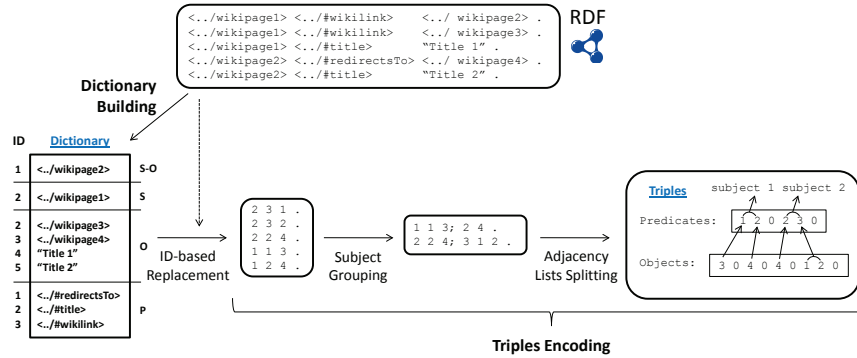 <../wikipage1> <../#wikilink> <../ wikipage2> .
<../wikipage1> <../#wikilink> <../ wikipage3> .
<../wikipage1> <../#title> “Title 1” .
<../wikipage2> <../#redirectsTo> <../ wikipage4> .
<../wikipage2> <../#title> “Title 2” .
RDF
Dictionary
Building
ID Dictionary
1 <../wikipage2> S-O
2 <../wikipage1> S
2 <../wikipage3>
3 <../wikipage4>
O
4 “Title 1”
5 “Title 2”
1 <../#redirectsTo>
2 <../#title> P
3 <../#wikilink>
ID-based
Replacement
2 3 1 .
2 3 2 .
2 2 4 .
1 1 3 .
1 2 4 .
Subject
Grouping
1 1 3; 2 4 .
2 2 4; 3 1 2 .
Adjacency
Lists Splitting
Triples subject 1 subject 2
Predicates: 1 2 0 2 3 0
Objects: 3 0 4 0 4 0 1 2 0
Triples Encoding